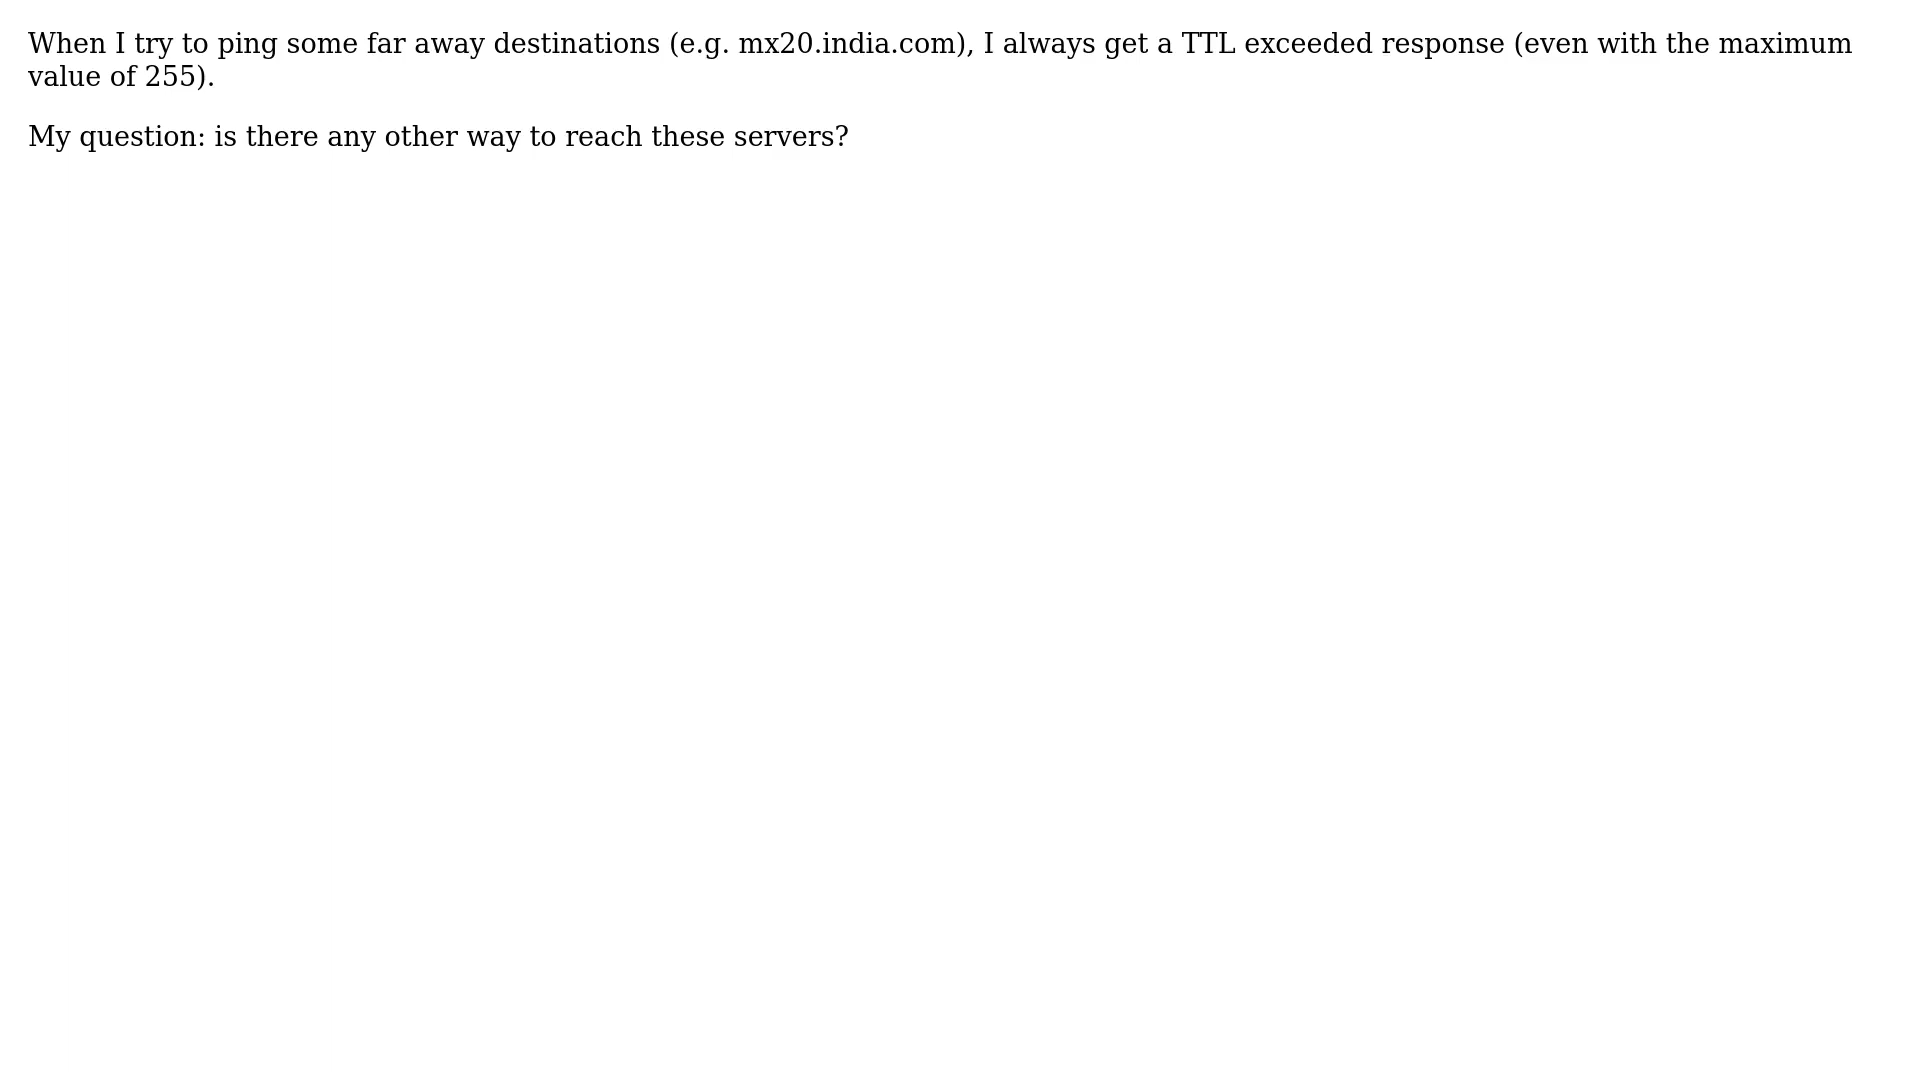 When I try to ping some far away destinations (e.g. mx20.india.com), I always get a TTL exceeded response (even with the maximum
value of 255).
My question: is there any other way to reach these servers?